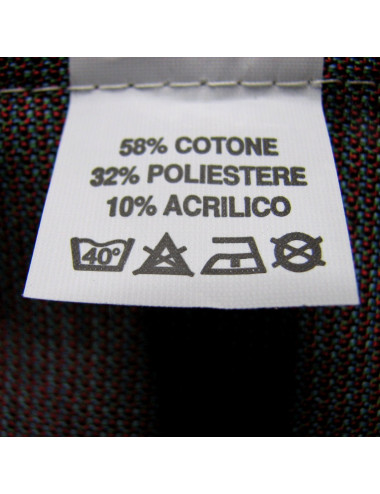 58% COTONE
32% POLIESTERE
10% ACRILICO
40°